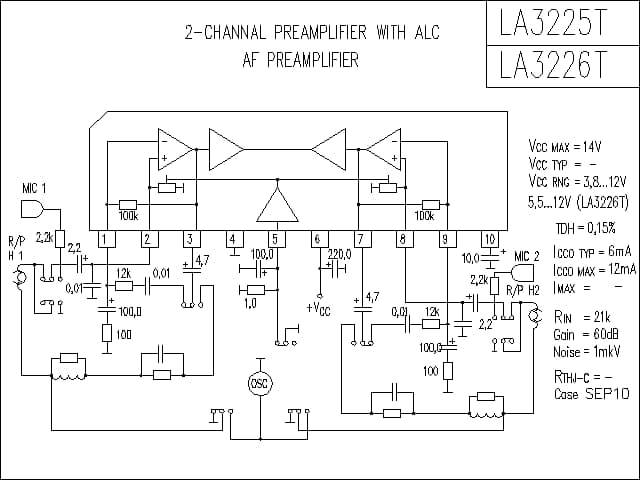 2-CHANNAL PREAMPLIFIER WITH ALC
AF PREAMPLIFIER
LA3225T
LA3226T
VCC MAX = 14V
VCC TYP = -
VCC RNG = 3,8...12V
5,5...12V (LA3226T)
TDH = 0,15%
ICCO TYP = 6mA
ICCO MAX = 12mA
IMAX = -
RIN = 21k
Gain = 60dB
Noise = 1mkV
RTHJ-C = -
Case SEP10
100k
100k
MIC 1
R/P
H 1
2,2k
2,2
0,01
1
2
3
4
5
6
7
8
9
10
12k
0,01
4,7
100,0
100
100,0
1,0
220,0
+VCC
4,7
0,01
12k
100,0
100
10,0
MIC 2
2,2k
R/P H2
2,2
OSC